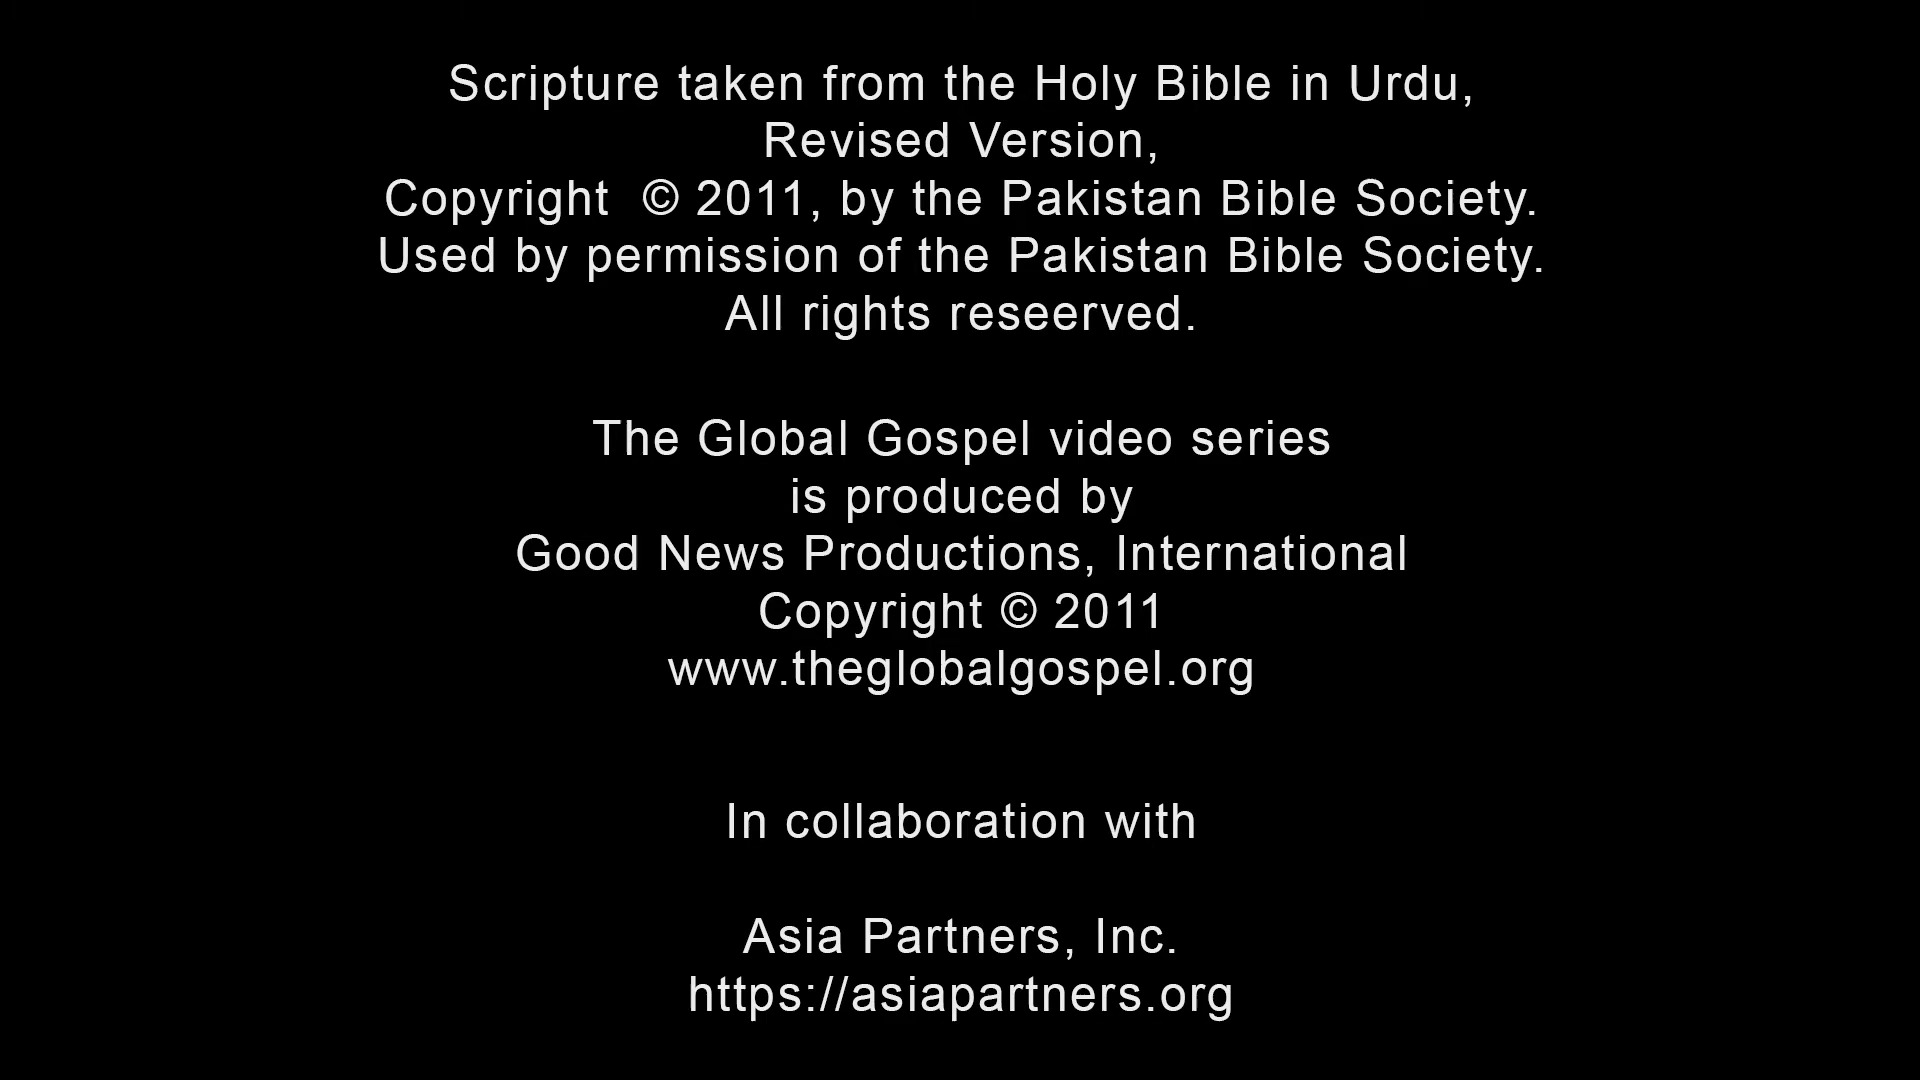 Scripture taken from the Holy Bible in Urdu,
Revised Version,
Copyright  © 2011, by the Pakistan Bible Society.
Used by permission of the Pakistan Bible Society.
All rights reseerved.
The Global Gospel video series
is produced by
Good News Productions, International
Copyright © 2011
www.theglobalgospel.org
In collaboration with
Asia Partners, Inc.
https://asiapartners.org